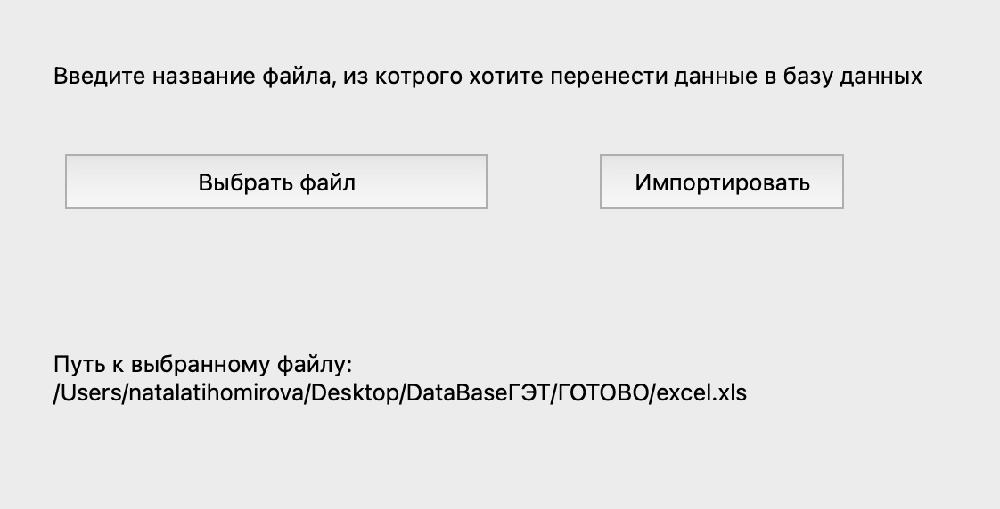 Введите название файла, из котрого хотите перенести данные в базу данных
Выбрать файл
Импортировать
Путь к выбранному файлу:
/Users/natalatihomirova/Desktop/DataBaseГЭТ/ГОТОВО/excel.xls